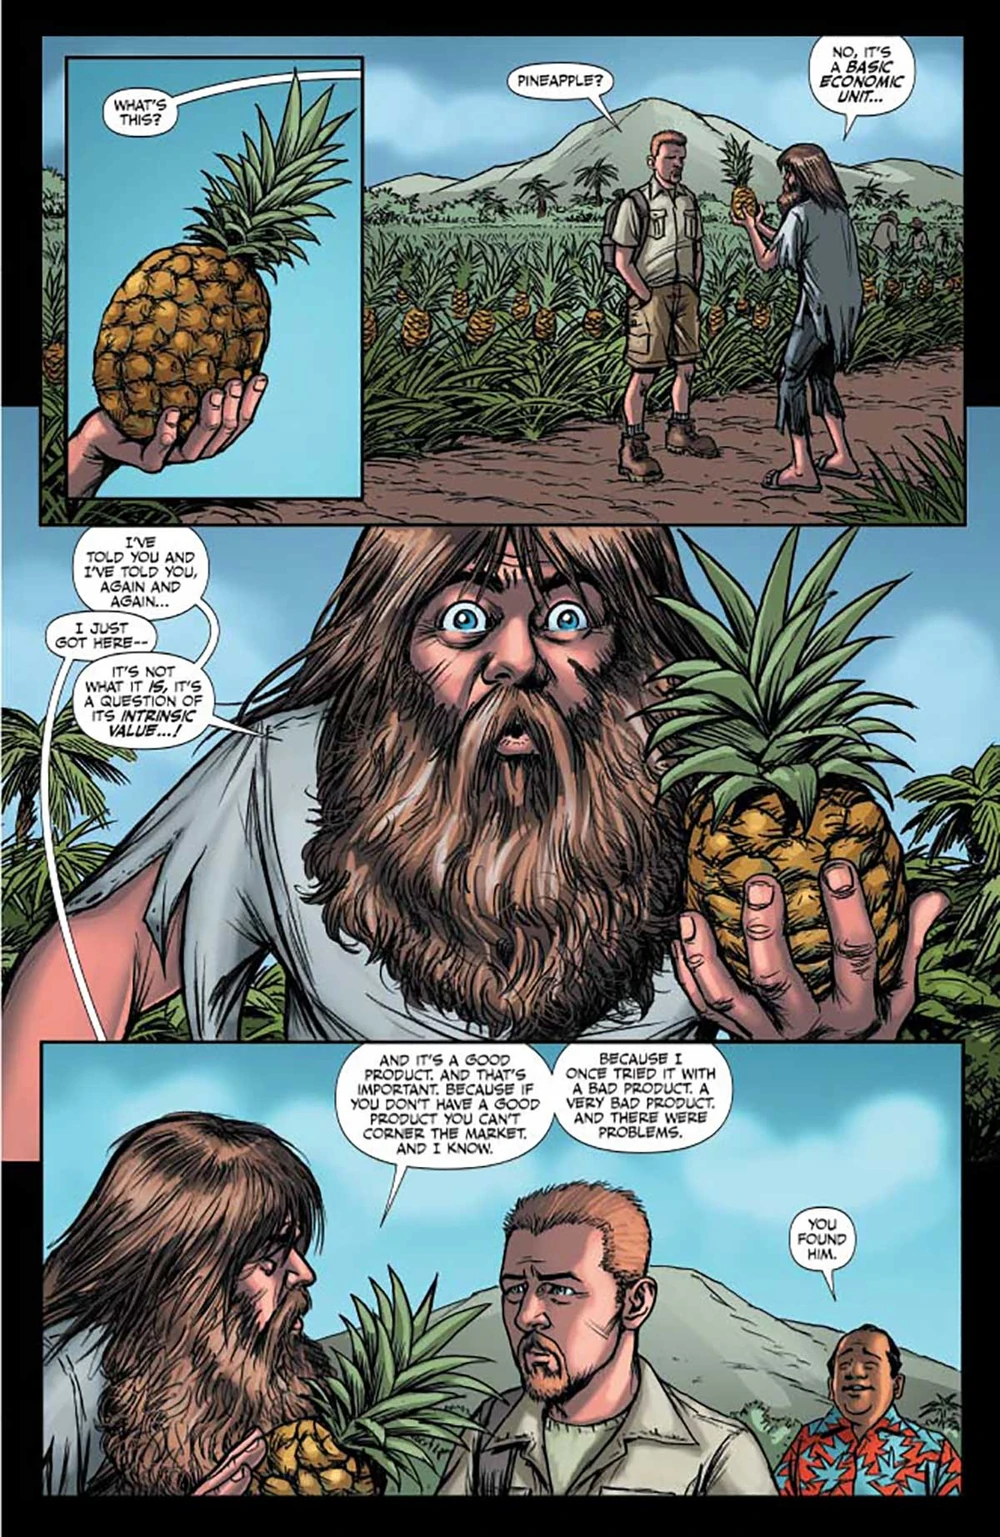 WHAT'S
THIS?
PINEAPPLE?
NO, IT'S
A BASIC
ECONOMIC
UNIT...
I'VE
TOLD YOU AND
I'VE TOLD YOU,
AGAIN AND
AGAIN...
I JUST
GOT HERE--
IT'S NOT
WHAT IT IS, IT'S
A QUESTION OF
ITS INTRINSIC
VALUE...!
AND IT'S A GOOD
PRODUCT. AND THAT'S
IMPORTANT. BECAUSE IF
YOU DON'T HAVE A GOOD
PRODUCT YOU CAN'T
CORNER THE MARKET.
AND I KNOW.
BECAUSE I
ONCE TRIED IT WITH
A BAD PRODUCT. A
VERY BAD PRODUCT.
AND THERE WERE
PROBLEMS.
YOU
FOUND
HIM.